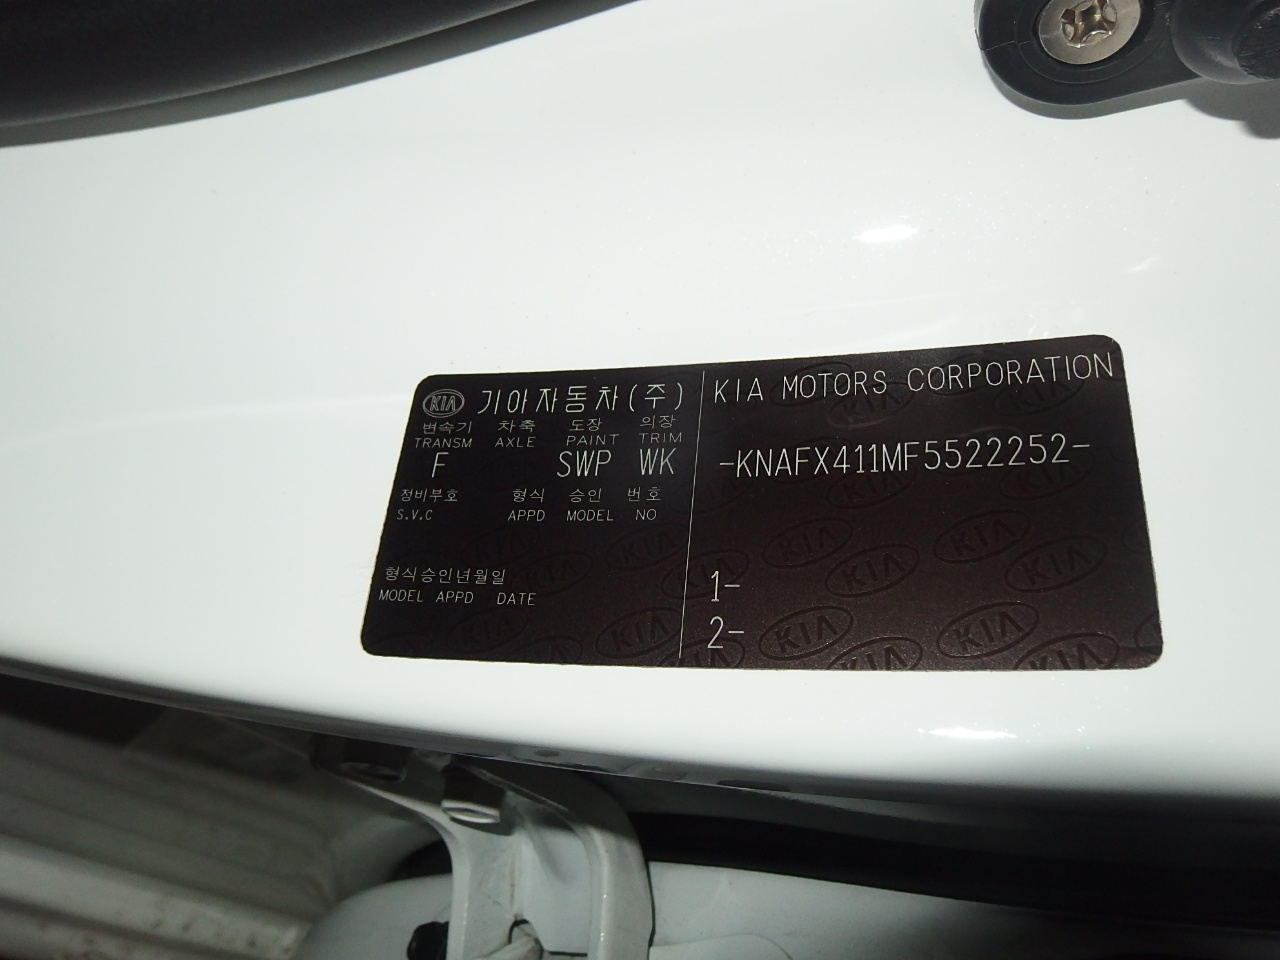 KIA 기아자동차(주)
변속기 차축 도장 의장
TRANSM AXLE PAINT TRIM
F SWP WK
정비부호 형식 승인 번호
S.V.C APPD MODEL NO
형식승인년월일
MODEL APPD DATE
KIA MOTORS CORPORATION
-KNAFX411MF5522252-
1-
2-